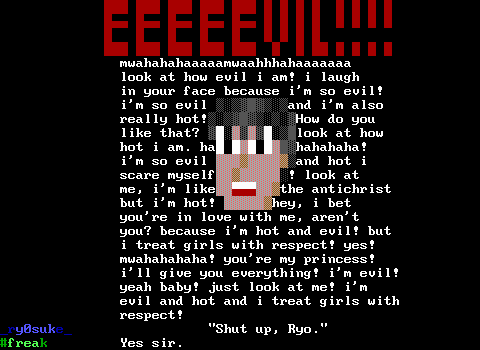 EEEEEVIL!!!!
mwahahahaaaaamwaahhhahaaaaaaa
look at how evil i am! i laugh
in your face because i'm so evil!
i'm so evil and i'm also
really hot! How do you
like that? look at how
hot i am. ha hahahaha!
i'm so evil and hot i
scare myself ! look at
me, i'm like the antichrist
but i'm hot! hey, i bet
you're in love with me, aren't
you? because i'm hot and evil! but
i treat girls with respect! yes!
mwahahahaha! you're my princess!
i'll give you everything! i'm evil!
yeah baby! just look at me! i'm
evil and hot and i treat girls with
respect!
"Shut up, Ryo."
Yes sir.
_ry0suke_
#freak